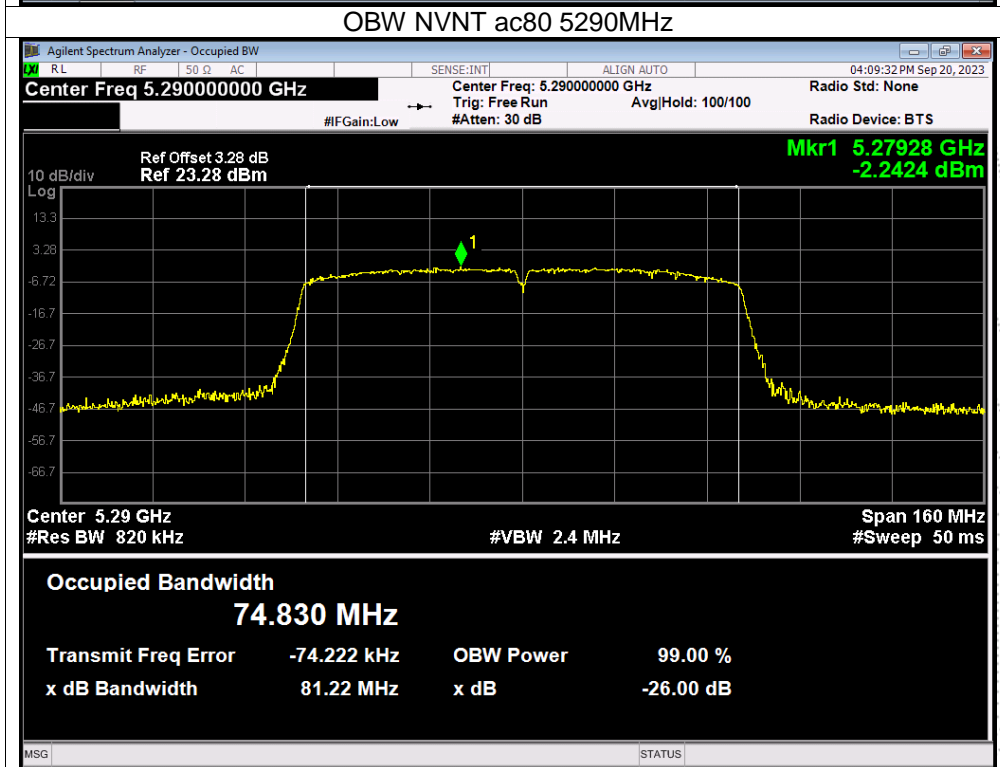 OBW NVNT ac80 5290MHz
Agilent Spectrum Analyzer - Occupied BW
LXI RL RF 50 Ω AC SENSE:INT ALIGN AUTO 04:09:32 PM Sep 20, 2023
Center Freq 5.290000000 GHz Center Freq: 5.290000000 GHz Radio Std: None
Trig: Free Run Avg|Hold: 100/100
#IFGain:Low #Atten: 30 dB Radio Device: BTS
Mkr1 5.27928 GHz
-2.2424 dBm
Ref Offset 3.28 dB
10 dB/div Ref 23.28 dBm
Log
13.3
3.28
-6.72
-16.7
-26.7
-36.7
-46.7
-56.7
-66.7
1
Center 5.29 GHz Span 160 MHz
#Res BW 820 kHz #VBW 2.4 MHz #Sweep 50 ms
Occupied Bandwidth
74.830 MHz
Transmit Freq Error -74.222 kHz OBW Power 99.00 %
x dB Bandwidth 81.22 MHz x dB -26.00 dB
MSG STATUS